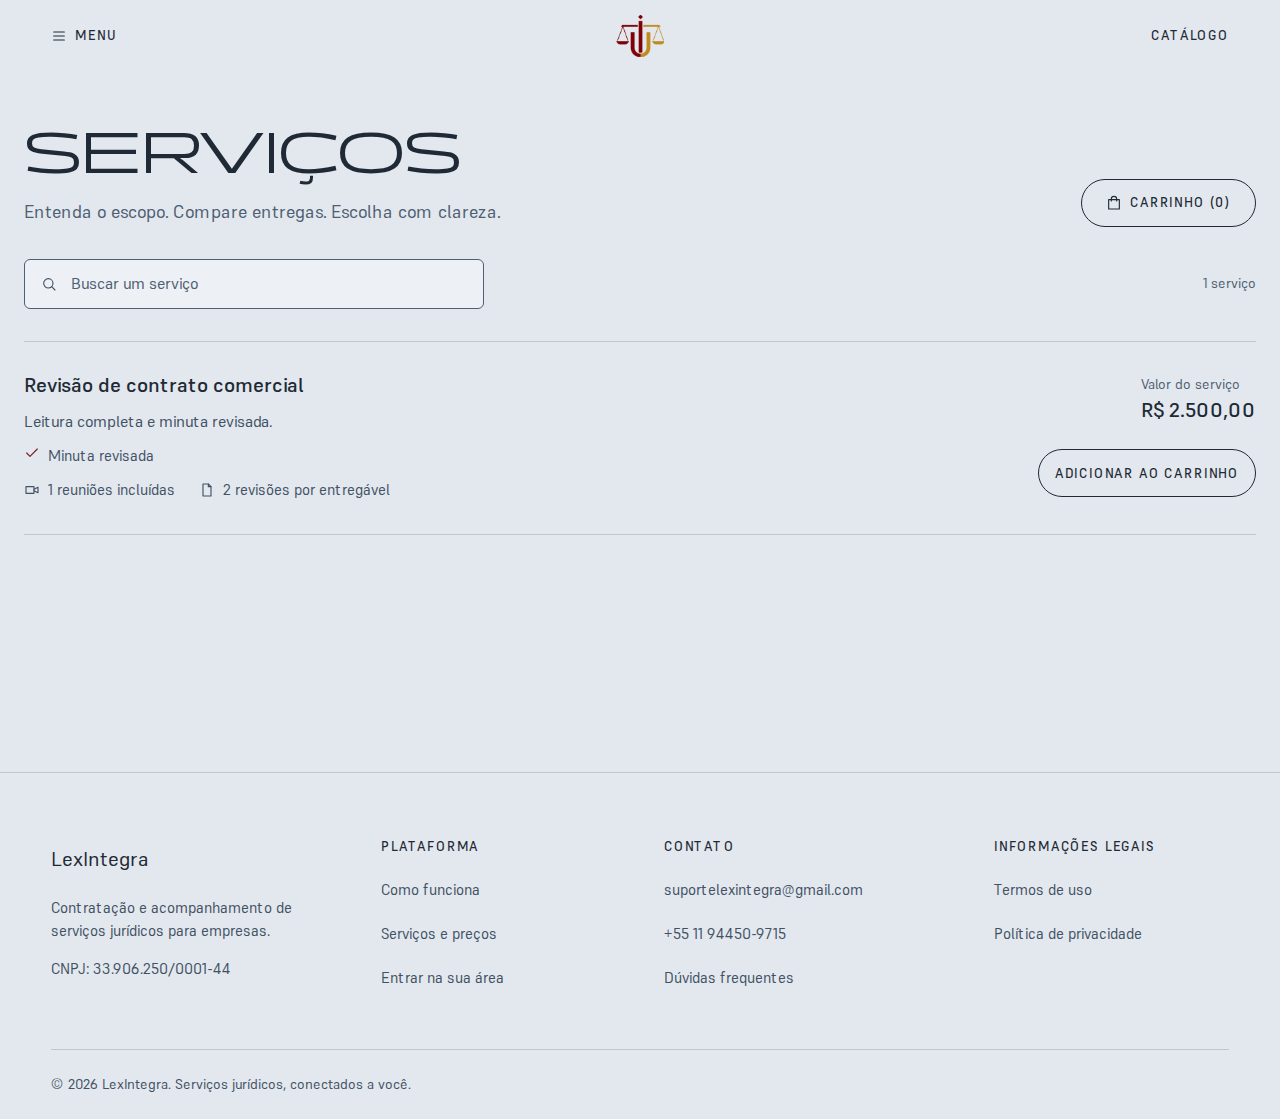 MENU
CATÁLOGO
SERVIÇOS
Entenda o escopo. Compare entregas. Escolha com clareza.
CARRINHO (0)
Buscar um serviço
1 serviço
Revisão de contrato comercial
Valor do serviço
R$ 2.500,00
Leitura completa e minuta revisada.
Minuta revisada
1 reuniões incluídas
2 revisões por entregável
ADICIONAR AO CARRINHO
LexIntegra
Contratação e acompanhamento de
serviços jurídicos para empresas.
CNPJ: 33.906.250/0001-44
PLATAFORMA
Como funciona
Serviços e preços
Entrar na sua área
CONTATO
suportelexintegra@gmail.com
+55 11 94450-9715
Dúvidas frequentes
INFORMAÇÕES LEGAIS
Termos de uso
Política de privacidade
© 2026 LexIntegra. Serviços jurídicos, conectados a você.